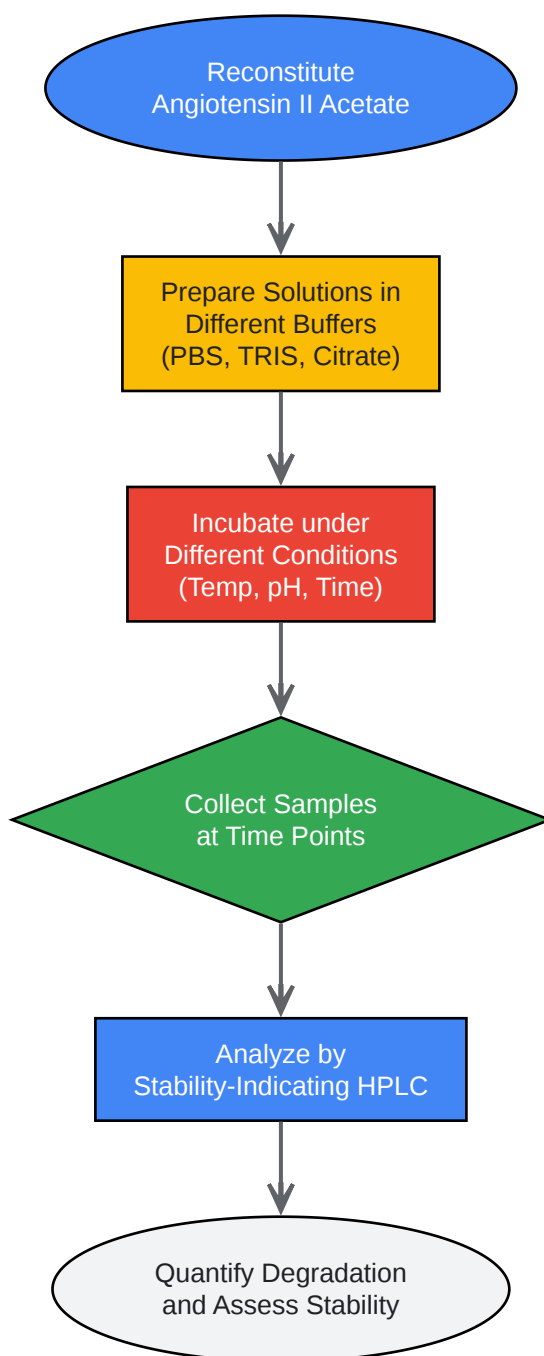 Reconstitute
Angiotensin II Acetate
Prepare Solutions in
Different Buffers
(PBS, TRIS, Citrate)
Incubate under
Different Conditions
(Temp, pH, Time)
Collect Samples
at Time Points
Analyze by
Stability-Indicating HPLC
Quantify Degradation
and Assess Stability